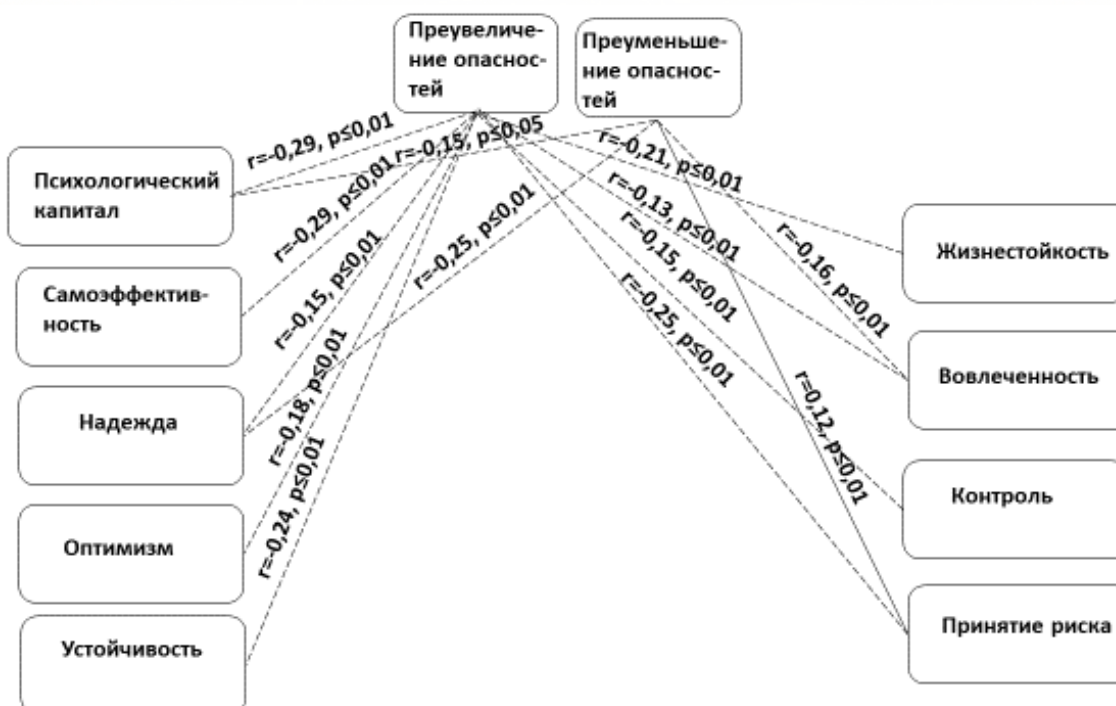 Преувеличе-
ние опаснос-
тей
Преуменьше-
ние опаснос-
тей
r=-0,29, p≤0,01
r=-0,15, p≤0,05
r=-0,21, p≤0,01
Психологический
капитал
r=-0,29, p≤0,01
r=-0,25, p≤0,01
r=-0,13, p≤0,01
r=-0,15, p≤0,01
r=-0,16, p≤0,01
Жизнестойкость
Самоэффектив-
ность
r=-0,15, p≤0,01
r=-0,25, p≤0,01
Вовлеченность
Надежда
r=-0,18, p≤0,01
r=0,12, p≤0,01
r=-0,24, p≤0,01
Контроль
Оптимизм
Принятие риска
Устойчивость